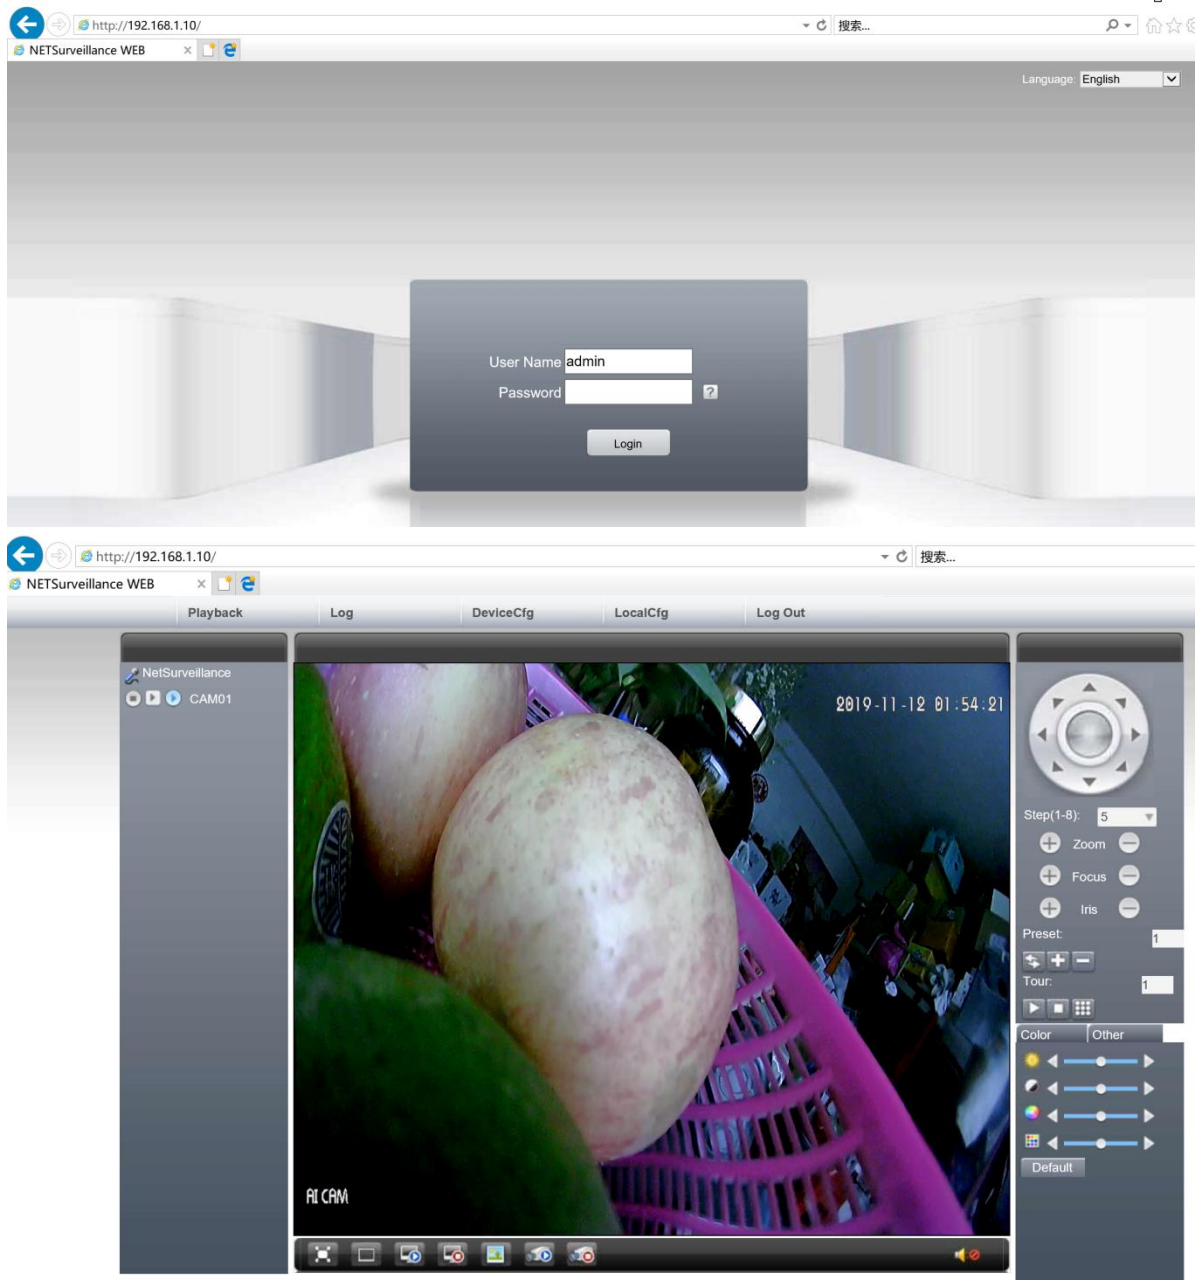 http://192.168.1.10/
搜索...
NETSurveillance WEB
Language: English
User Name admin
Password
?
Login
http://192.168.1.10/
搜索...
NETSurveillance WEB
Playback Log DeviceCfg LocalCfg Log Out
NetSurveillance
CAM01
2019-11-12 01:54:21
AI CAM
Step(1-8): 5
Zoom
Focus
Iris
Preset: 1
Tour: 1
Color Other
Default